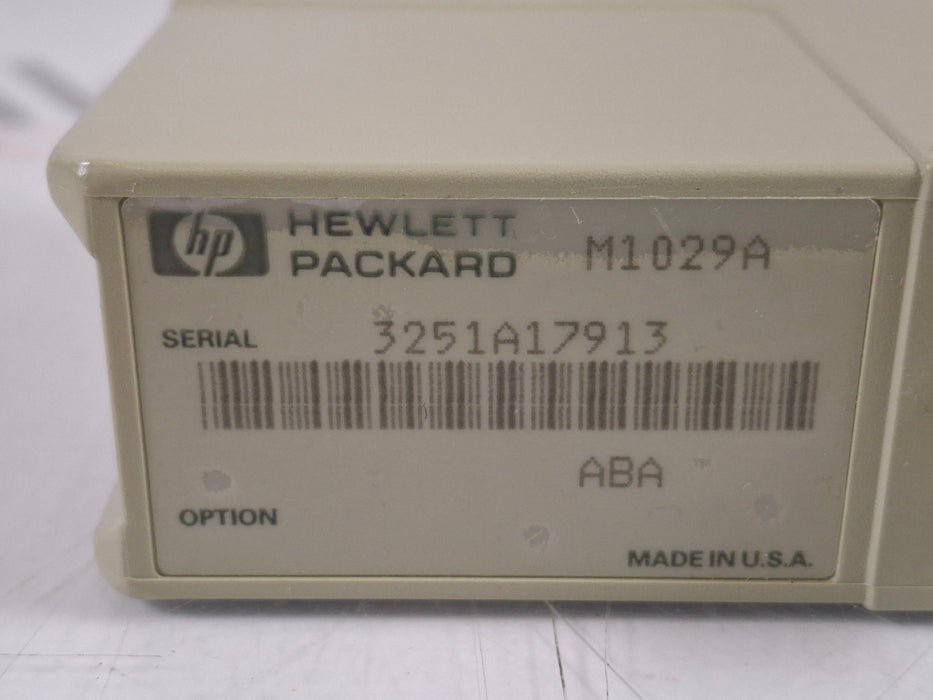 hp HEWLETT
PACKARD M1029A
SERIAL 3251A17913
ABA
OPTION
MADE IN U.S.A.